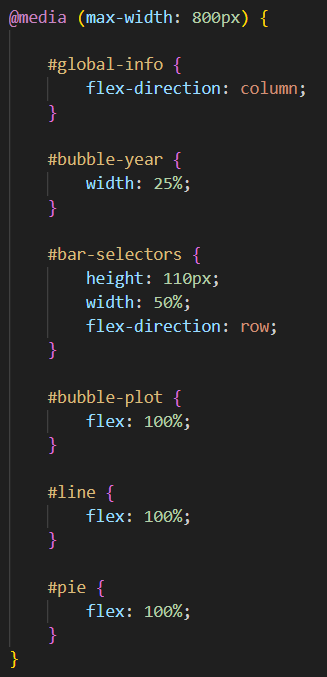 @media (max-width: 800px) {
#global-info {
flex-direction: column;
}
#bubble-year {
width: 25%;
}
#bar-selectors {
height: 110px;
width: 50%;
flex-direction: row;
}
#bubble-plot {
flex: 100%;
}
#line {
flex: 100%;
}
#pie {
flex: 100%;
}
}